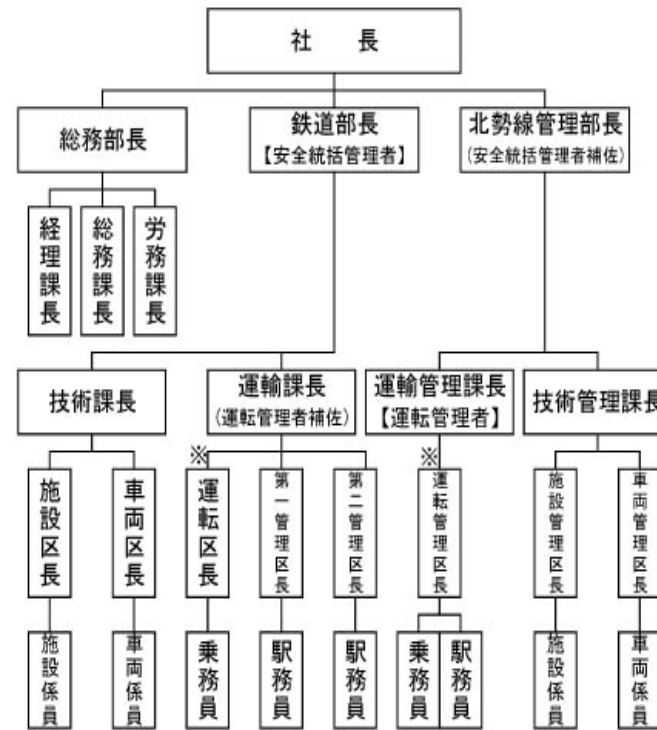 社　長
総務部長
鉄道部長
【安全統括管理者】
北勢線管理部長
(安全統括管理者補佐)
経理課長
総務課長
労務課長
技術課長
運輸課長
(運転管理者補佐)
運輸管理課長
【運転管理者】
技術管理課長
施設区長
車両区長
※
運転区長
第一管理区長
第二管理区長
※
運転管理区長
施設管理区長
車両管理区長
施設係員
車両係員
乗務員
駅務員
駅務員
乗務員
駅務員
施設係員
車両係員